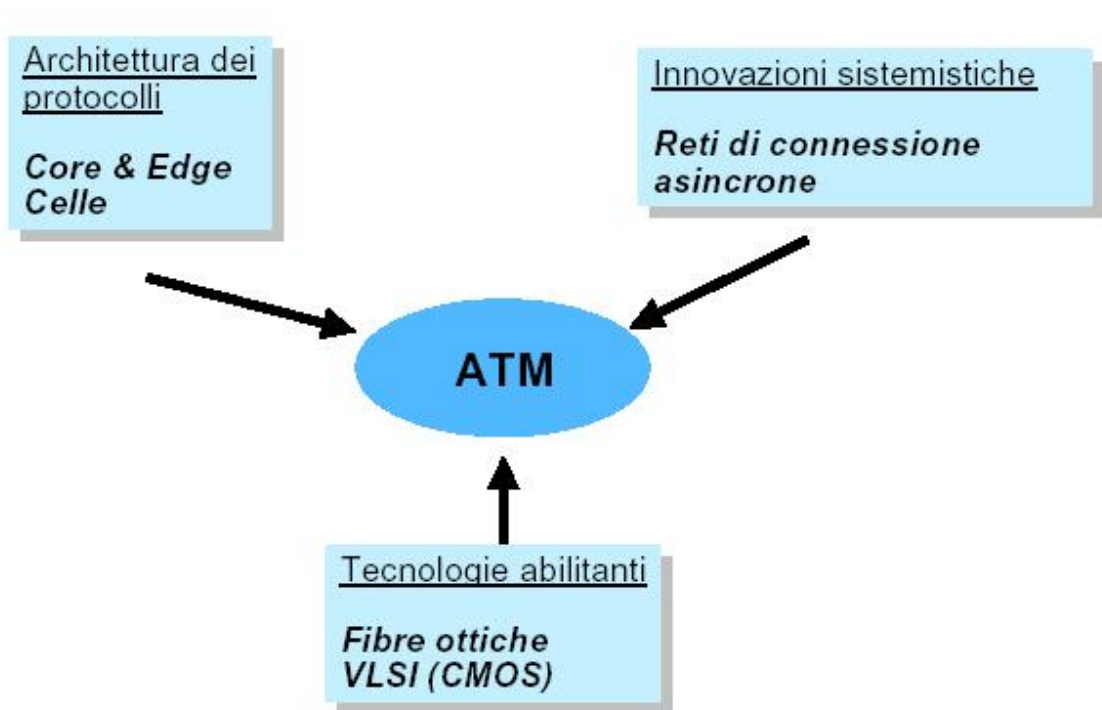 Architettura dei
protocolli
Core & Edge
Celle
Innovazioni sistemistiche
Reti di connessione
asincrone
ATM
Tecnologie abilitanti
Fibre ottiche
VLSI (CMOS)